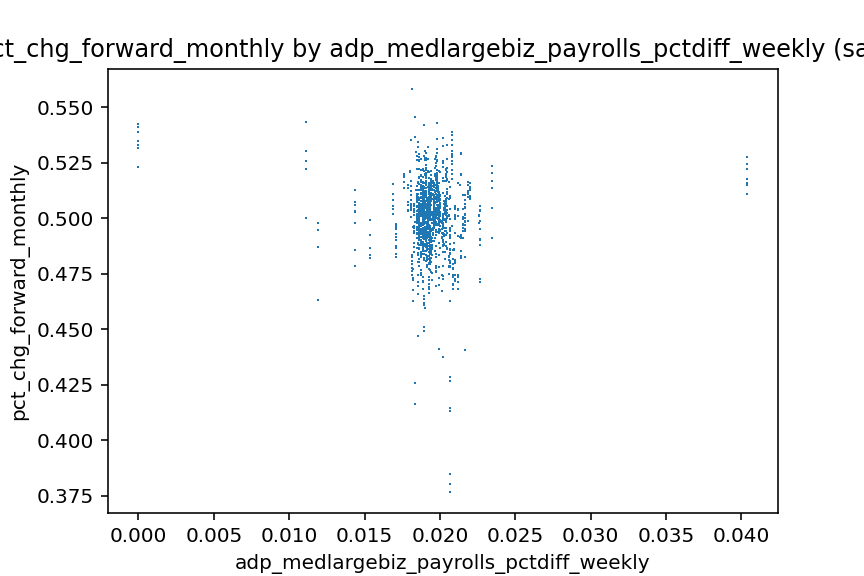 ct_chg_forward_monthly by adp_medlargebiz_payrolls_pctdiff_weekly (sa
0.550
0.525
0.500
0.475
0.450
0.425
0.400
0.375
pct_chg_forward_monthly
0.000 0.005 0.010 0.015 0.020 0.025 0.030 0.035 0.040
adp_medlargebiz_payrolls_pctdiff_weekly